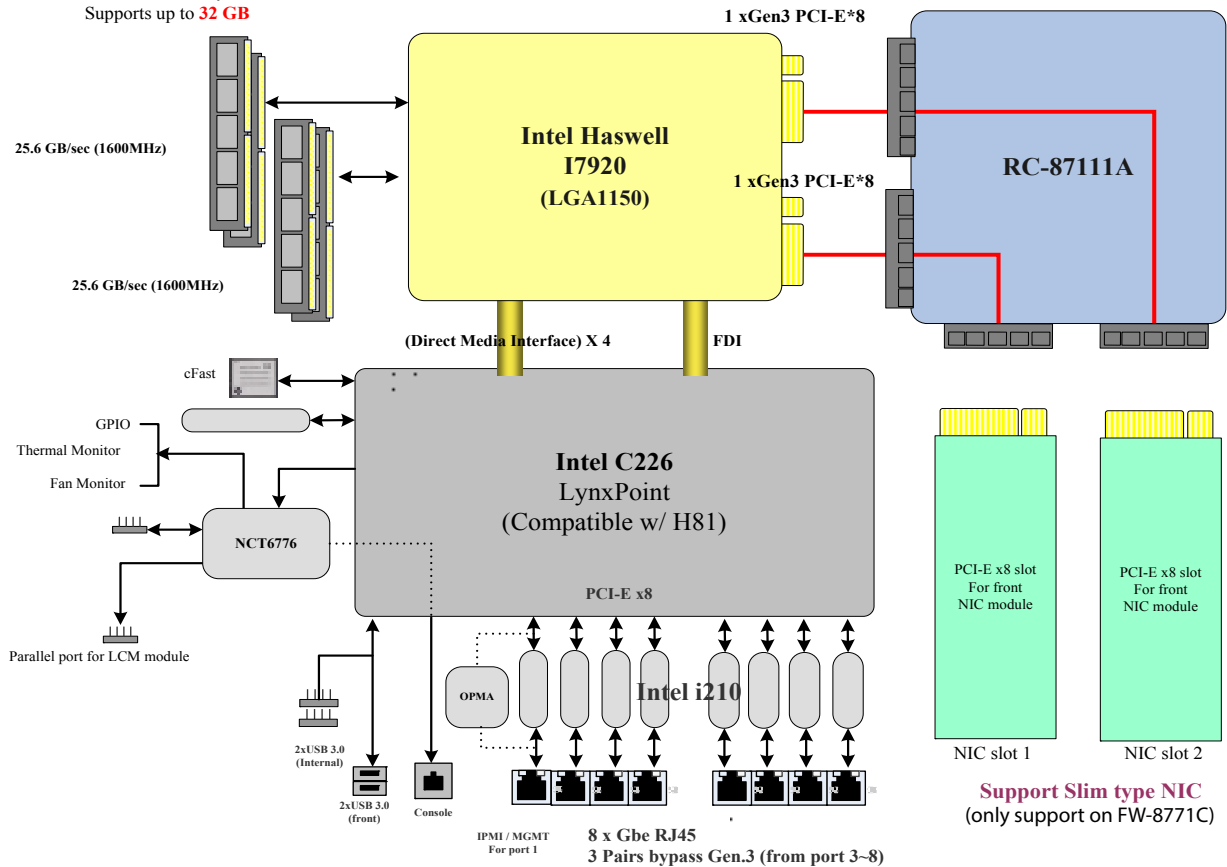 Supports up to 32 GB
1 xGen3 PCI-E*8
25.6 GB/sec (1600MHz)
Intel Haswell
I7920
(LGA1150)
RC-87111A
1 xGen3 PCI-E*8
25.6 GB/sec (1600MHz)
(Direct Media Interface) X 4
FDI
cFast
GPIO
Thermal Monitor
Fan Monitor
Intel C226
LynxPoint
(Compatible w/ H81)
NCT6776
PCI-E x8
Parallel port for LCM module
OPMA
Intel i210
2xUSB 3.0
(Internal)
2xUSB 3.0
(front)
Console
IPMI / MGMT
For port 1
8 x Gbe RJ45
3 Pairs bypass Gen.3 (from port 3~8)
PCI-E x8 slot
For front
NIC module
PCI-E x8 slot
For front
NIC module
NIC slot 1
NIC slot 2
Support Slim type NIC
(only support on FW-8771C)